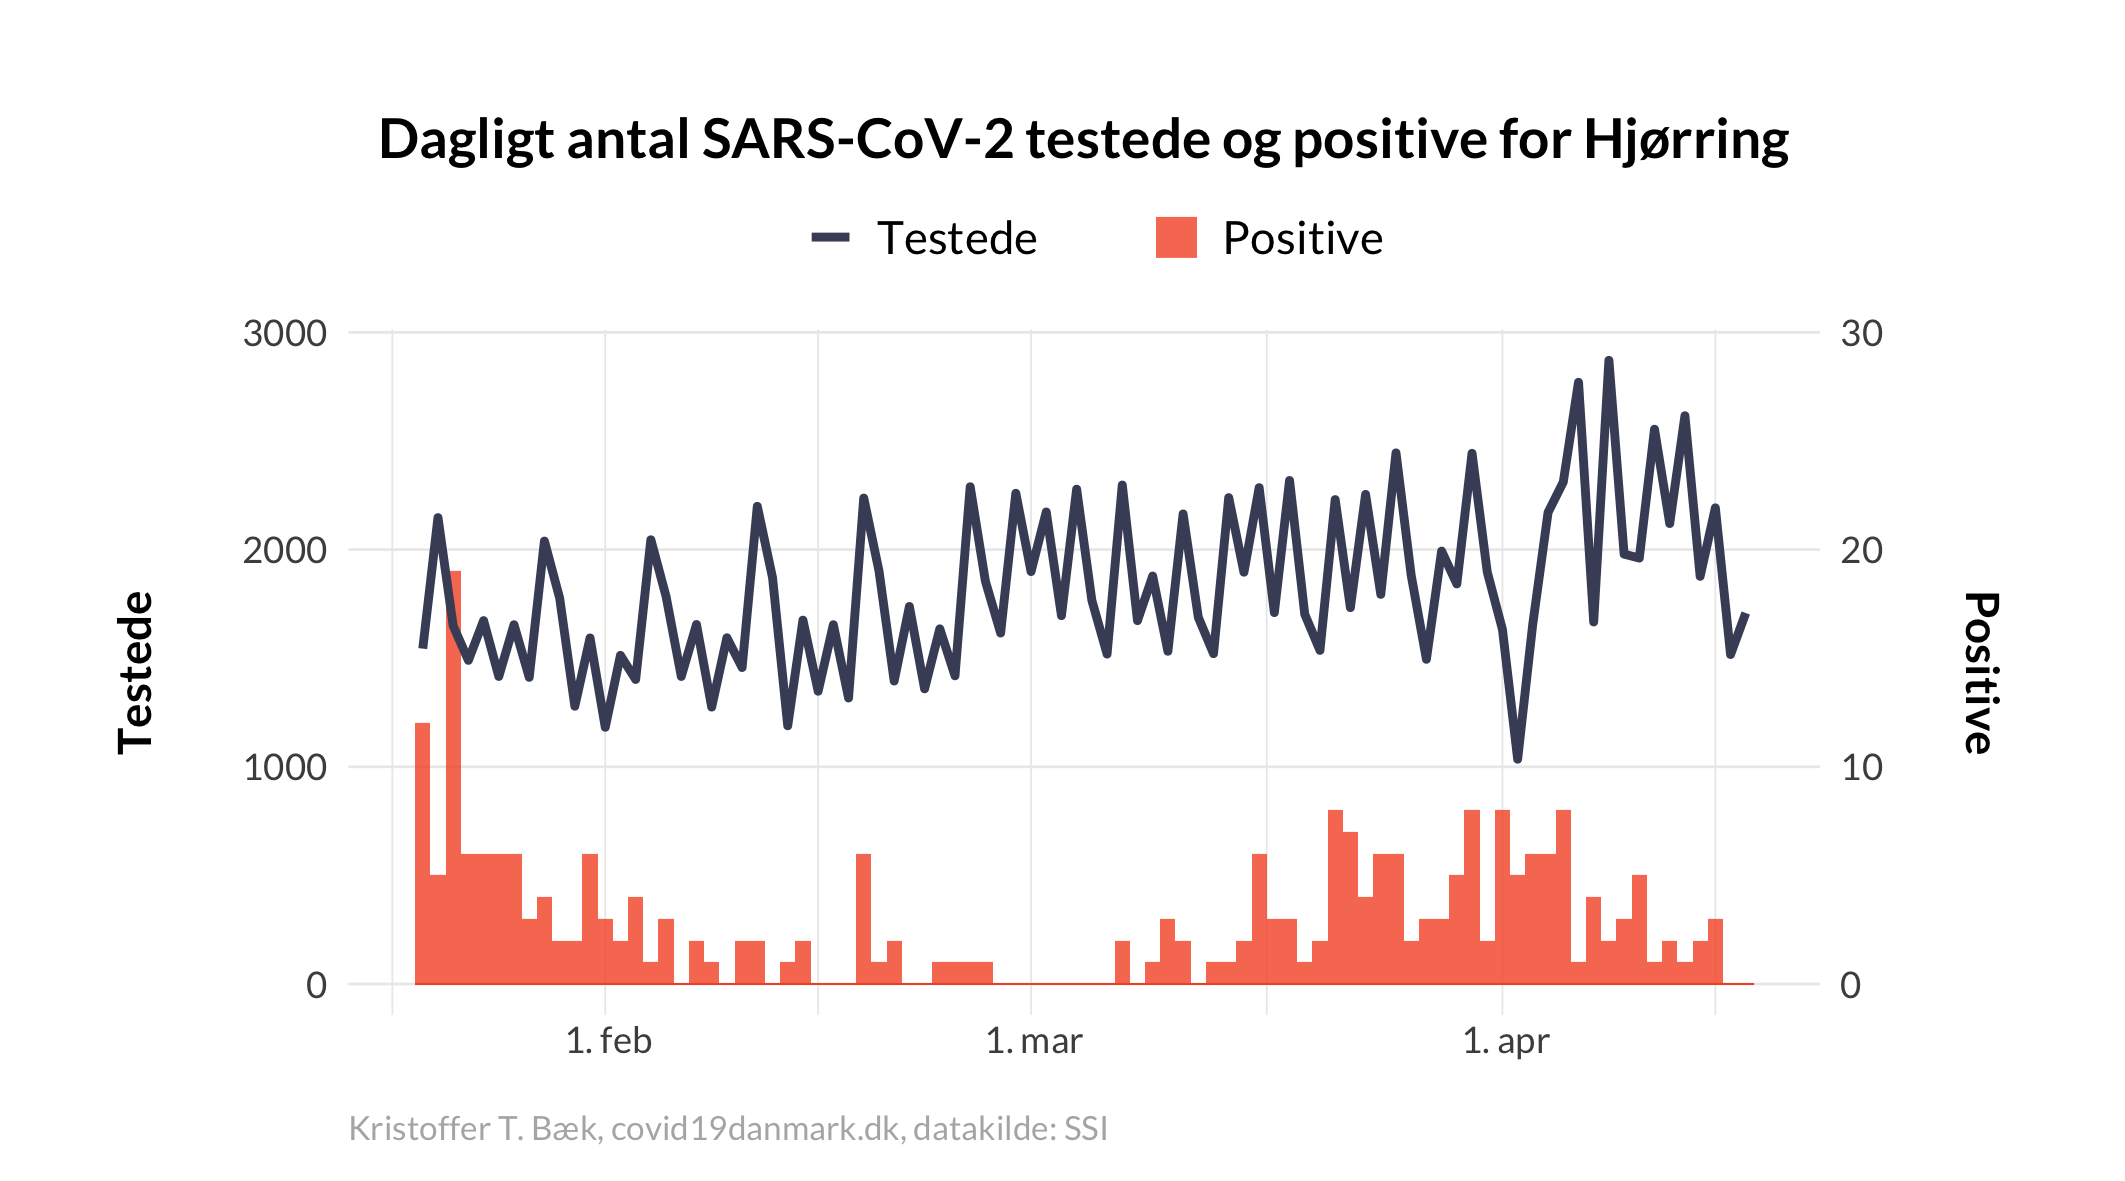 Dagligt antal SARS-CoV-2 testede og positive for Hjørring
Testede
Positive
3000
2000
1000
0
30
20
10
0
Testede
Positive
1. feb
1. mar
1. apr
Kristoffer T. Bæk, covid19danmark.dk, datakilde: SSI